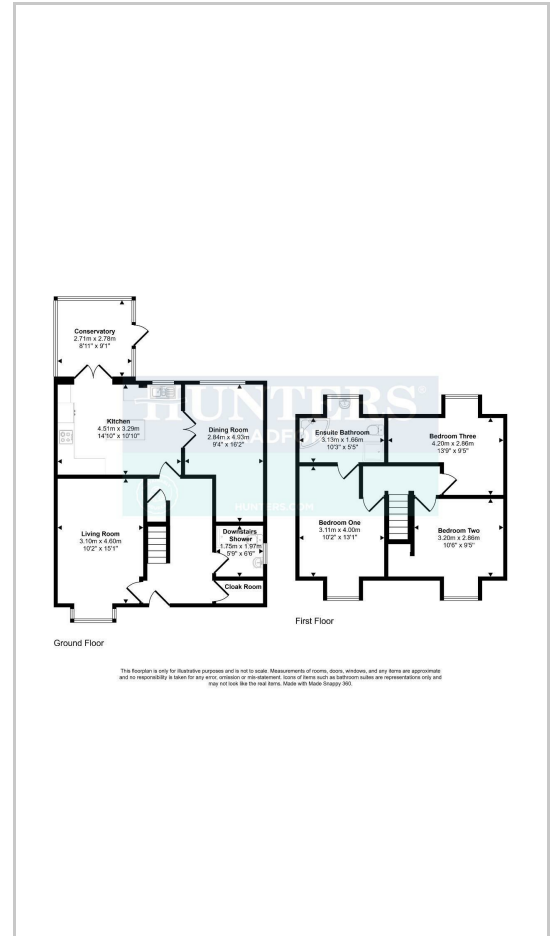 Conservatory
2.71m x 2.78m
8'11" x 9'1"
HUNTERS
Kitchen
4.51m x 3.29m
14'10" x 10'10"
Dining Room
2.84m x 4.93m
9'4" x 16'2"
Ensuite Bathroom
3.13m x 1.66m
10'3" x 5'5"
Bedroom Three
4.20m x 2.86m
13'9" x 9'5"
HUNTERS.COM
Living Room
3.10m x 4.60m
10'2" x 15'1"
Downstairs
Shower
1.75m x 1.97m
5'9" x 6'6"
Cloak Room
Bedroom One
3.11m x 4.00m
10'2" x 13'1"
Bedroom Two
3.20m x 2.86m
10'6" x 9'5"
First Floor
Ground Floor
This floorplan is only for illustrative purposes and is not to scale. Measurements of rooms, doors, windows, and any items are approximate
and no responsibility is taken for any error, omission or mis-statement. Icons of items such as bathroom suites are representations only and
may not look like the real items. Made with Made Snappy 360.